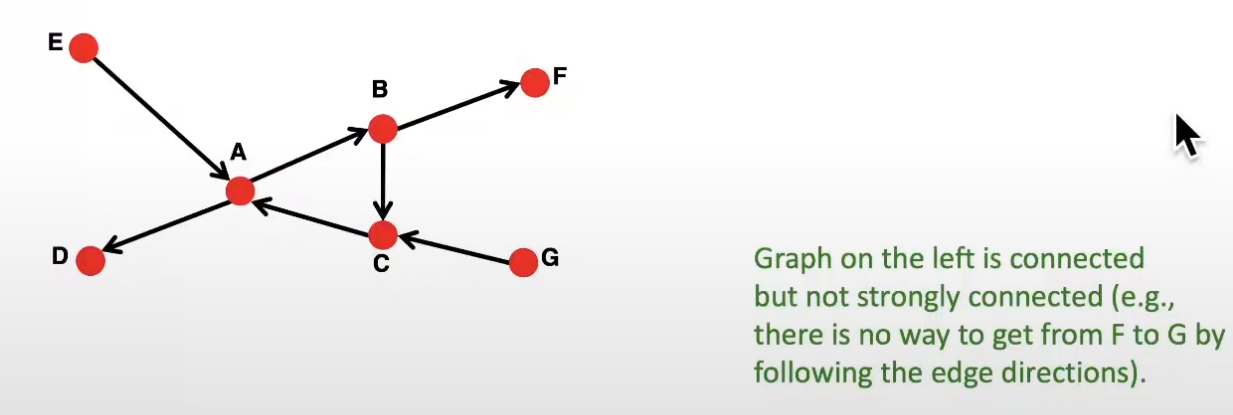 E
F
B
A
D
C
G
Graph on the left is connected
but not strongly connected (e.g.,
there is no way to get from F to G by
following the edge directions).